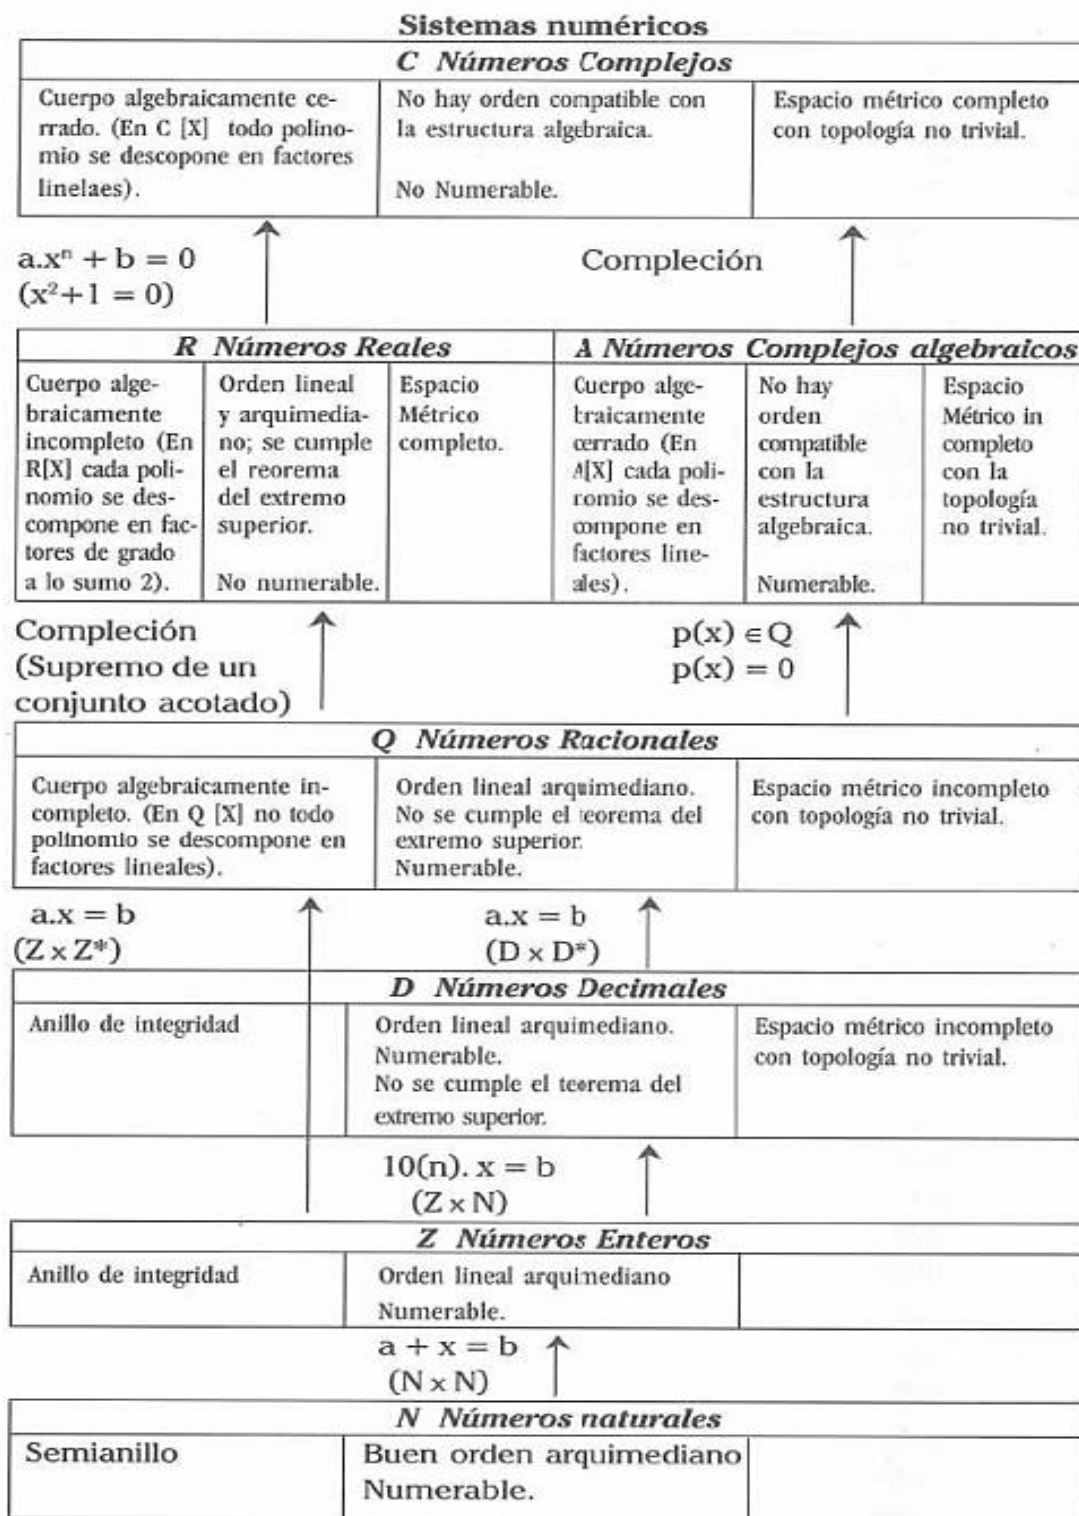 Sistemas numéricos
C Números Complejos
Cuerpo algebraicamente ce-
rrado. (En C [X] todo polino-
mio se descopone en factores
linelaes).
No hay orden compatible con
la estructura algebraica.
No Numerable.
Espacio métrico completo
con topología no trivial.
a.xⁿ + b = 0
(x²+1 = 0)
Compleción
R Números Reales
Cuerpo alge-
braicamente
incompleto (En
R[X] cada poli-
nomio se des-
compone en fac-
tores de grado
a lo sumo 2).
Orden lineal
y arquimedia-
no; se cumple
el reorema
del extremo
superior.
No numerable.
Espacio
Métrico
completo.
A Números Complejos algebraicos
Cuerpo alge-
braicamente
cerrado (En
A[X] cada poli-
nomio se des-
compone en
factores line-
ales).
No hay
orden
compatible
con la
estructura
algebraica.
Numerable.
Espacio
Métrico in
completo
con la
topología
no trivial.
Compleción
(Supremo de un
conjunto acotado)
p(x) ∈ Q
p(x) = 0
Q Números Racionales
Cuerpo algebraicamente in-
completo. (En Q [X] no todo
polinomio se descompone en
factores lineales).
Orden lineal arquimediano.
No se cumple el teorema del
extremo superior.
Numerable.
Espacio métrico incompleto
con topología no trivial.
a.x = b
(Z × Z*)
a.x = b
(D × D*)
D Números Decimales
Anillo de integridad
Orden lineal arquimediano.
Numerable.
No se cumple el teorema del
extremo superior.
Espacio métrico incompleto
con topología no trivial.
10(n). x = b
(Z × N)
Z Números Enteros
Anillo de integridad
Orden lineal arquimediano
Numerable.
a + x = b
(N × N)
N Números naturales
Semianillo
Buen orden arquimediano
Numerable.